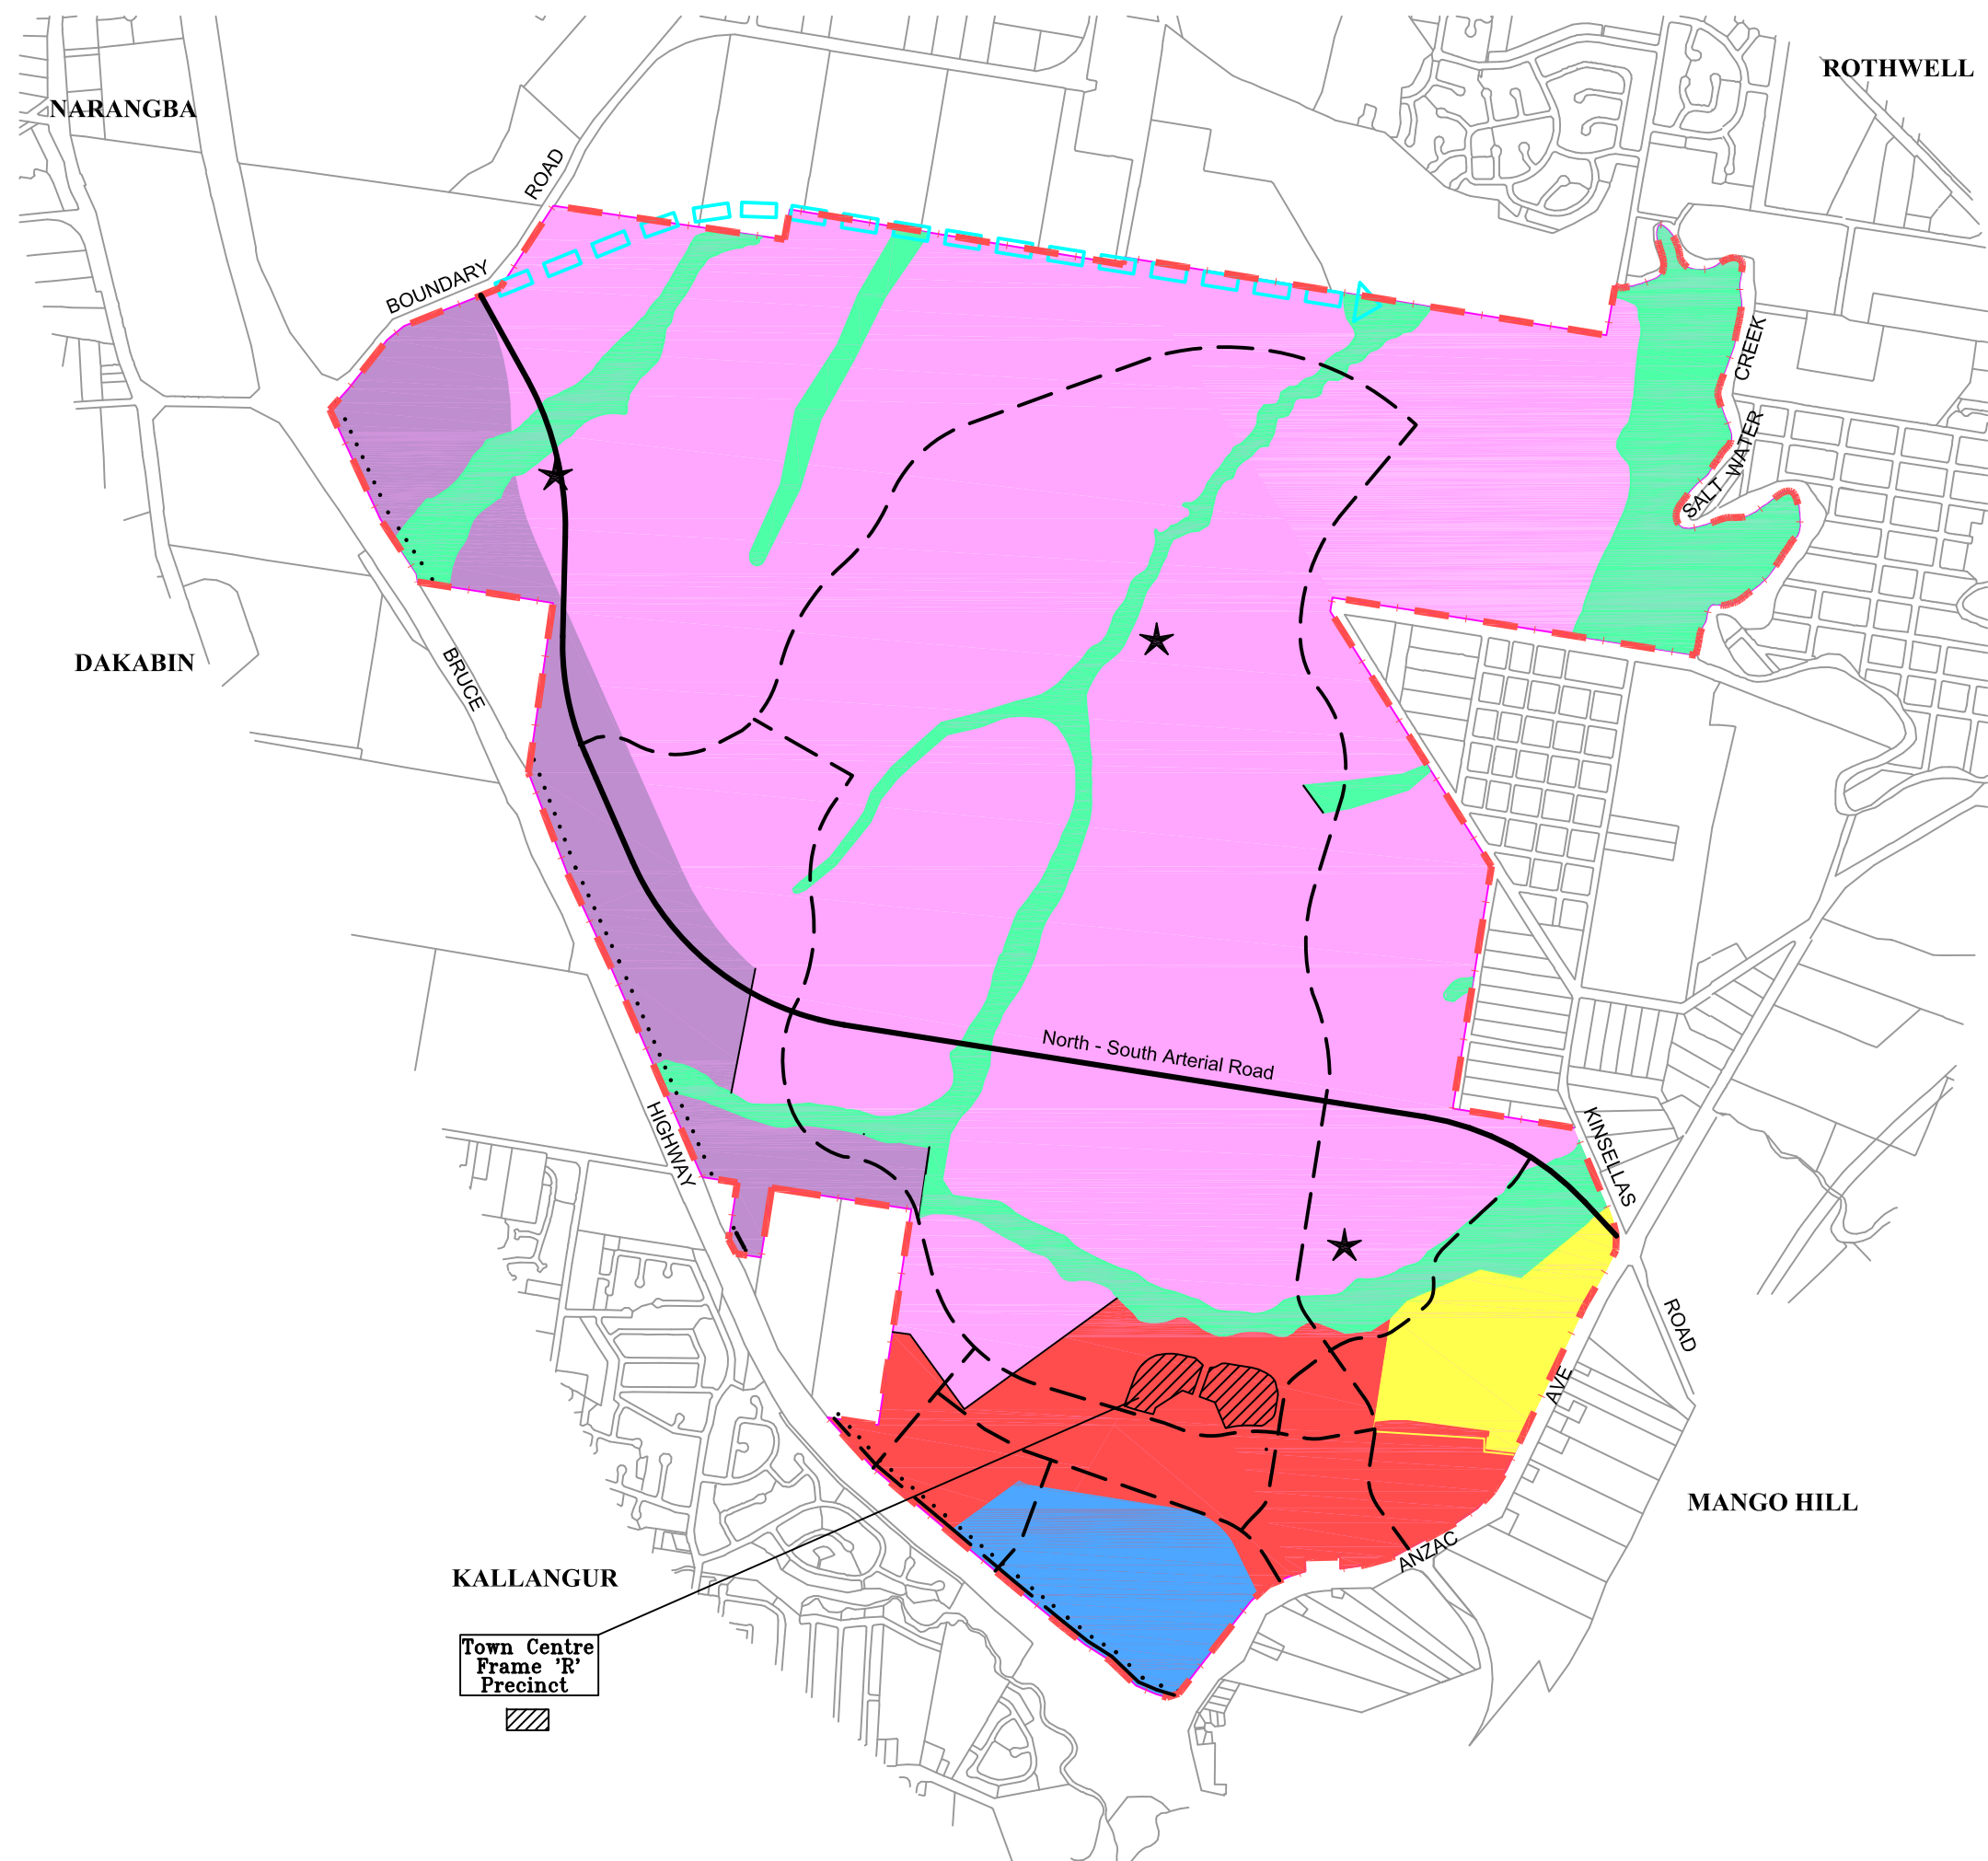 ROTHWELL
NARANGBA
ROAD
BOUNDARY
CREEK
SALT WATER
DAKABIN
BRUCE
North - South Arterial Road
HIGHWAY
KINSELLAS
ROAD
AVE
MANGO HILL
ANZAC
KALLANGUR
Town Centre
Frame 'R'
Precinct